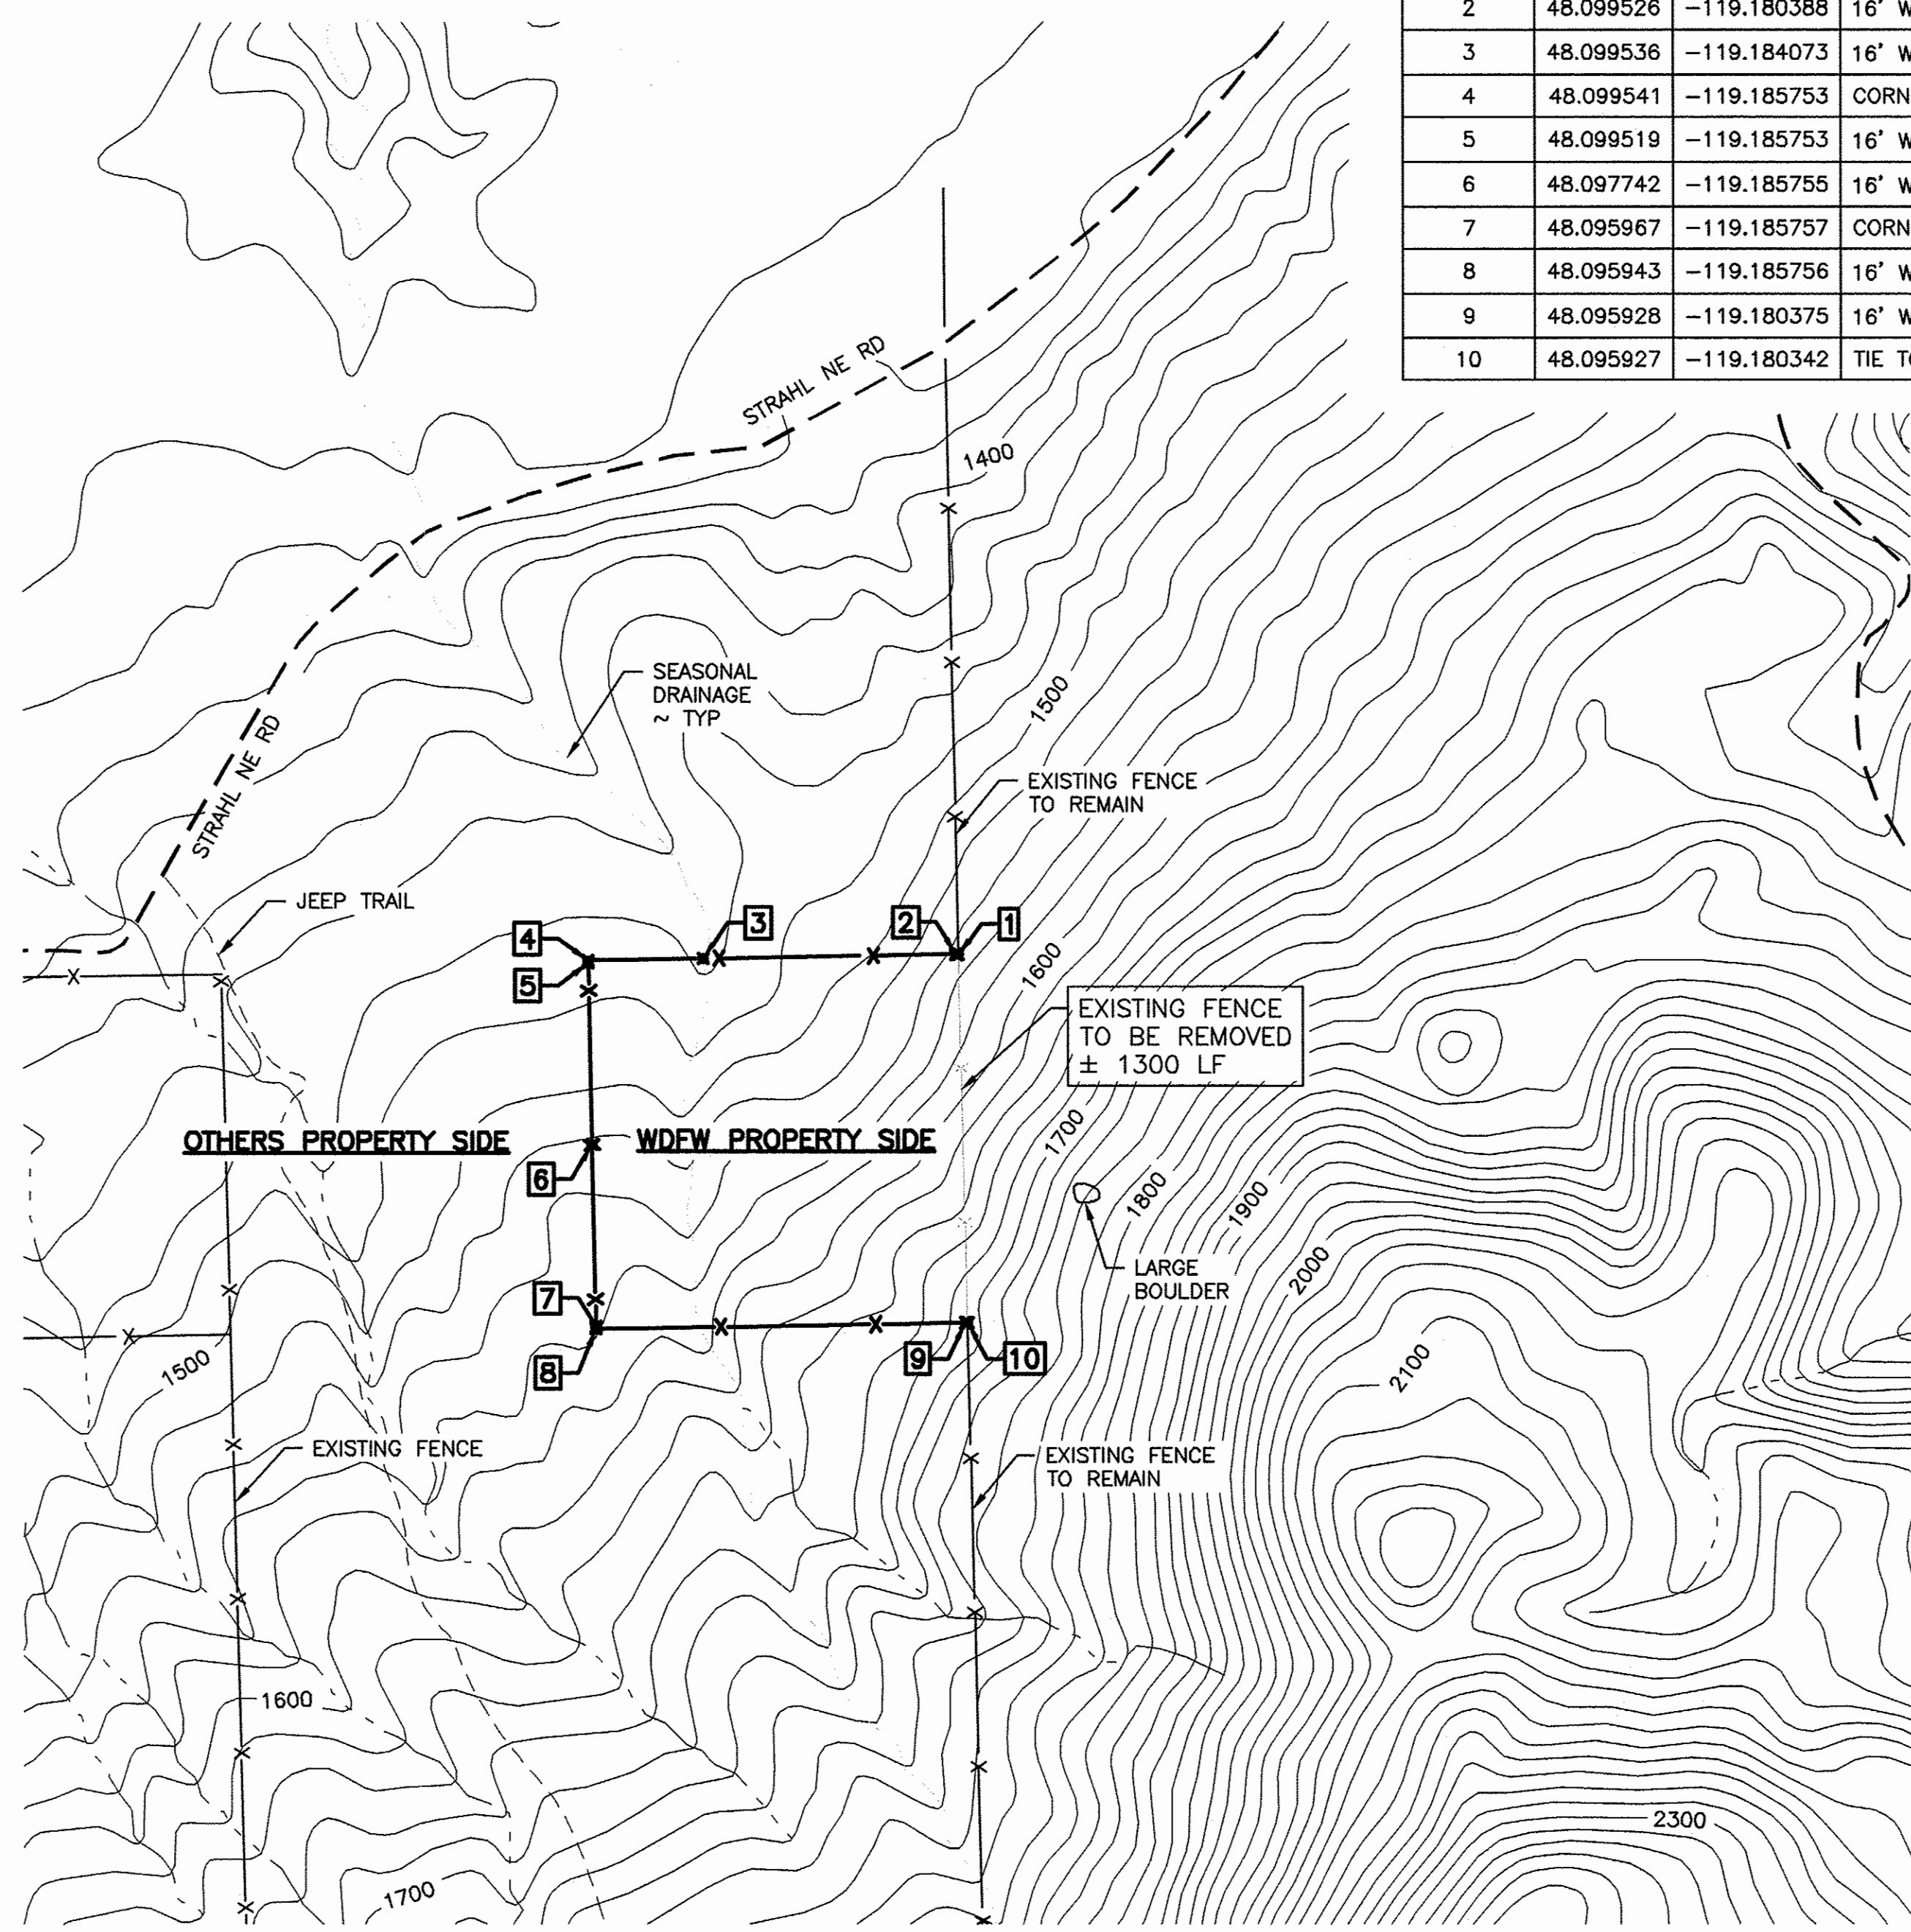 2 48.099526 -119.180388 16' W
3 48.099536 -119.184073 16' W
4 48.099541 -119.185753 CORN
5 48.099519 -119.185753 16' W
6 48.097742 -119.185755 16' W
7 48.095967 -119.185757 CORN
8 48.095943 -119.185756 16' W
9 48.095928 -119.180375 16' W
10 48.095927 -119.180342 TIE T
STRAHL NE RD
1400
SEASONAL
DRAINAGE
~ TYP
1500
STRAHL NE RD
EXISTING FENCE
TO REMAIN
JEEP TRAIL
3
2
1
4
5
1600
EXISTING FENCE
TO BE REMOVED
± 1300 LF
OTHERS PROPERTY SIDE
WDFW PROPERTY SIDE
1700
6
1800
1900
2000
LARGE
BOULDER
7
8
9
10
1500
2100
EXISTING FENCE
EXISTING FENCE
TO REMAIN
1600
2300
1700